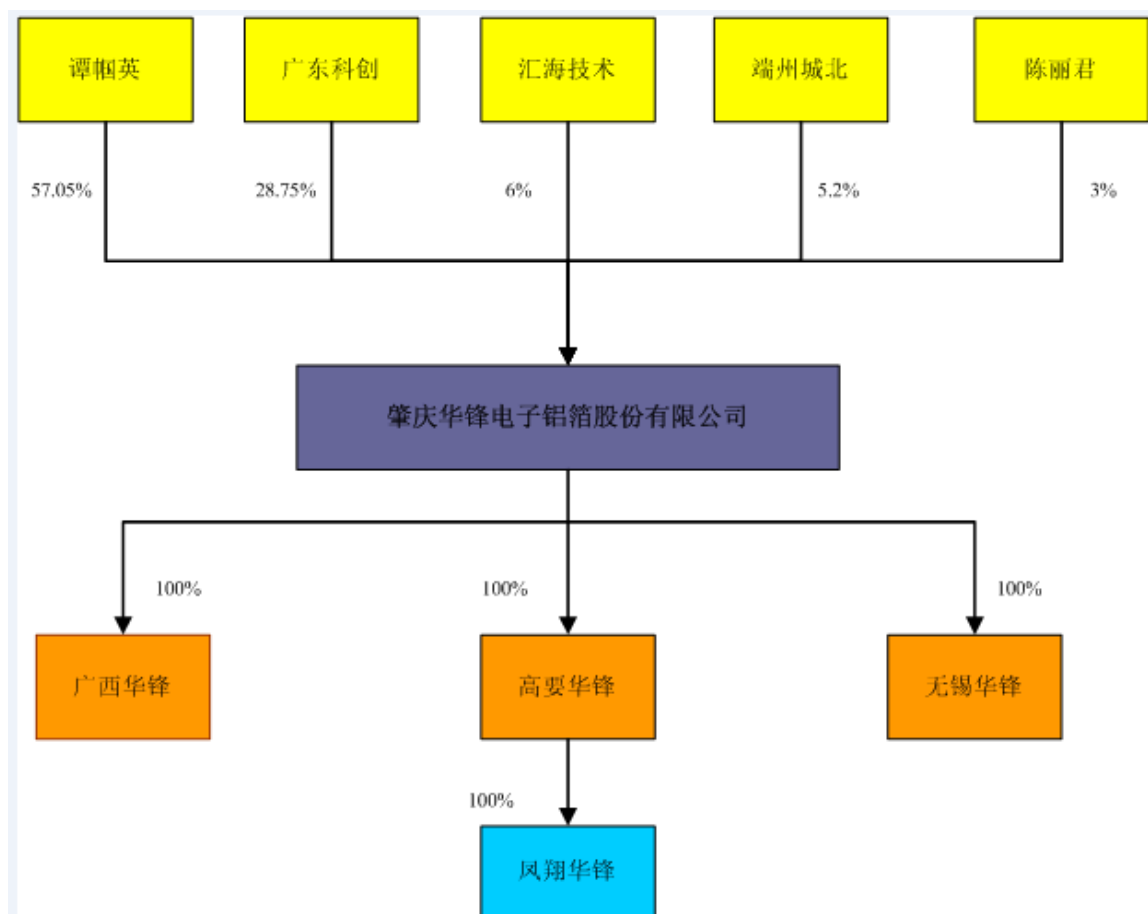 谭帼英
广东科创
汇海技术
端州城北
陈丽君
57.05%
28.75%
6%
5.2%
3%
肇庆华锋电子铝箔股份有限公司
100%
100%
100%
广西华锋
高要华锋
无锡华锋
100%
凤翔华锋